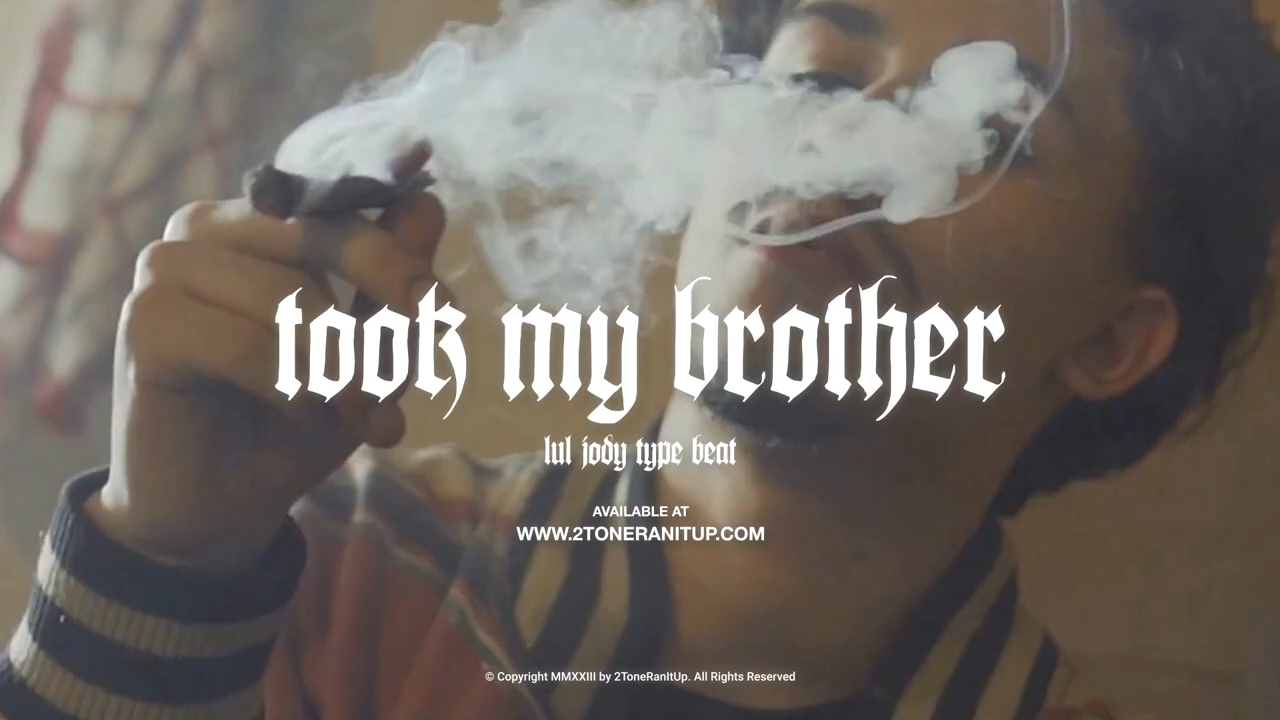 took my brother
lul jody type beat
AVAILABLE AT
WWW.2TONERANITUP.COM
© Copyright MMXXIII by 2ToneRanItUp. All Rights Reserved